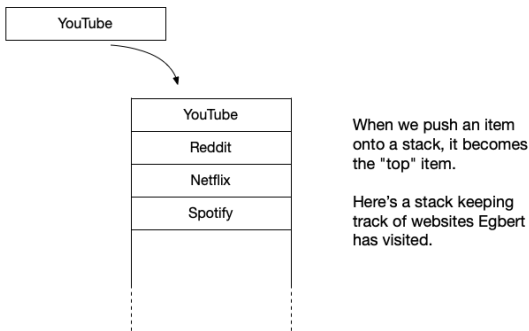 YouTube
YouTube
Reddit
Netflix
Spotify
When we push an item
onto a stack, it becomes
the "top" item.
Here's a stack keeping
track of websites Egbert
has visited.